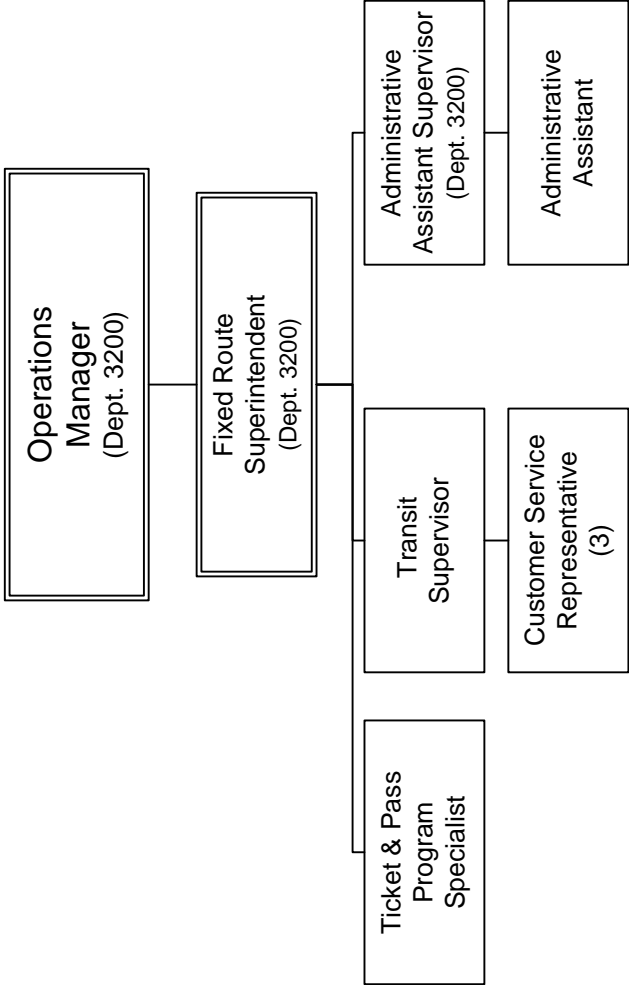 Operations
Manager
(Dept. 3200)
Fixed Route
Superintendent
(Dept. 3200)
Ticket & Pass
Program
Specialist
Transit
Supervisor
Administrative
Assistant Supervisor
(Dept. 3200)
Customer Service
Representative
(3)
Administrative
Assistant